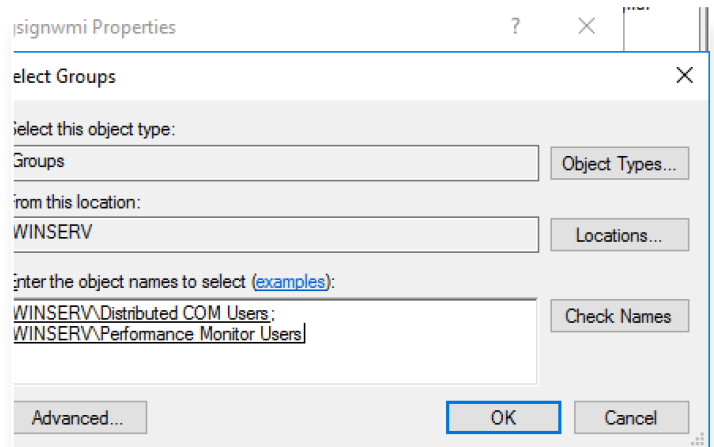 gsignwmi Properties
elect Groups
Select this object type:
Groups
Object Types...
From this location:
WINSERV
Locations...
Enter the object names to select (examples):
WINSERV\Distributed COM Users;
WINSERV\Performance Monitor Users
Check Names
Advanced...
OK
Cancel